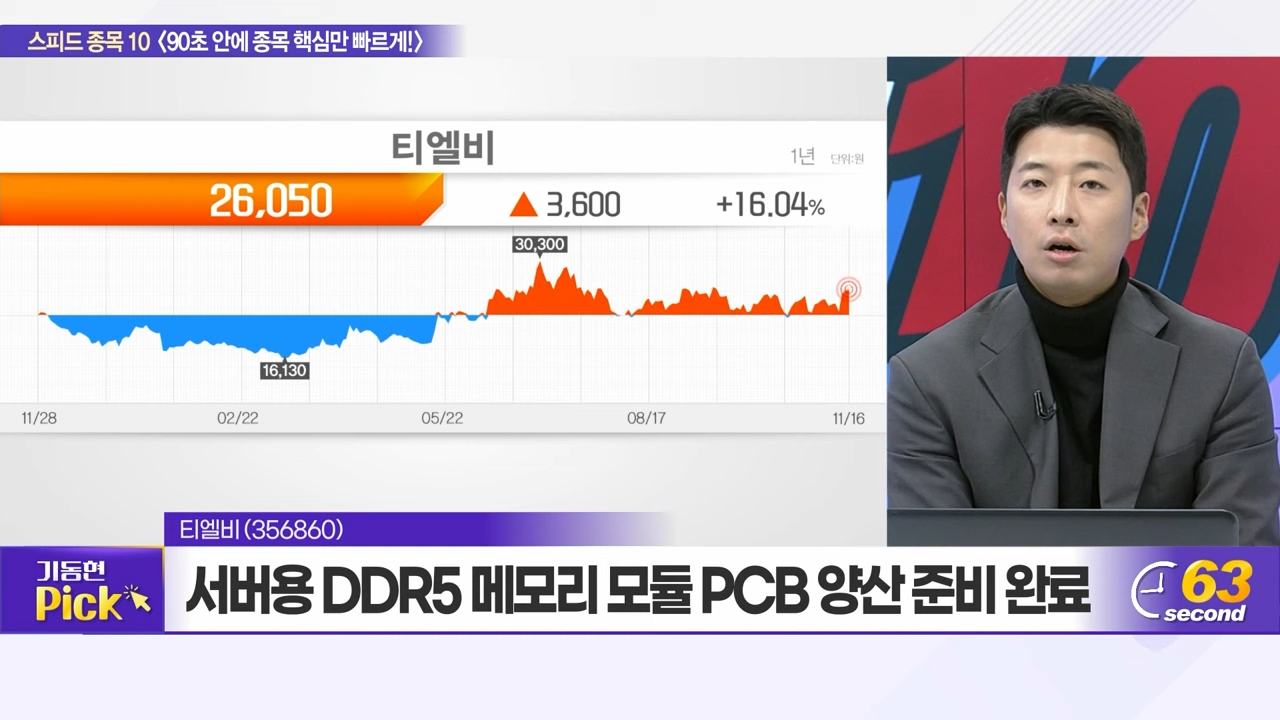 스피드 종목 10 〈90초 안에 종목 핵심만 빠르게!〉
티엘비
1년 단위:원
26,050 ▲ 3,600 +16.04%
30,300
16,130
11/28 02/22 05/22 08/17 11/16
10
티엘비(356860)
기동현
Pick
서버용 DDR5 메모리 모듈 PCB 양산 준비 완료
63
second